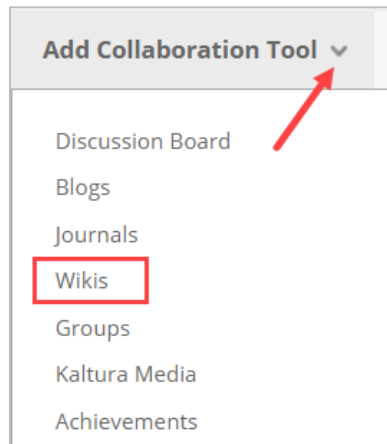 Add Collaboration Tool
Discussion Board
Blogs
Journals
Wikis
Groups
Kaltura Media
Achievements